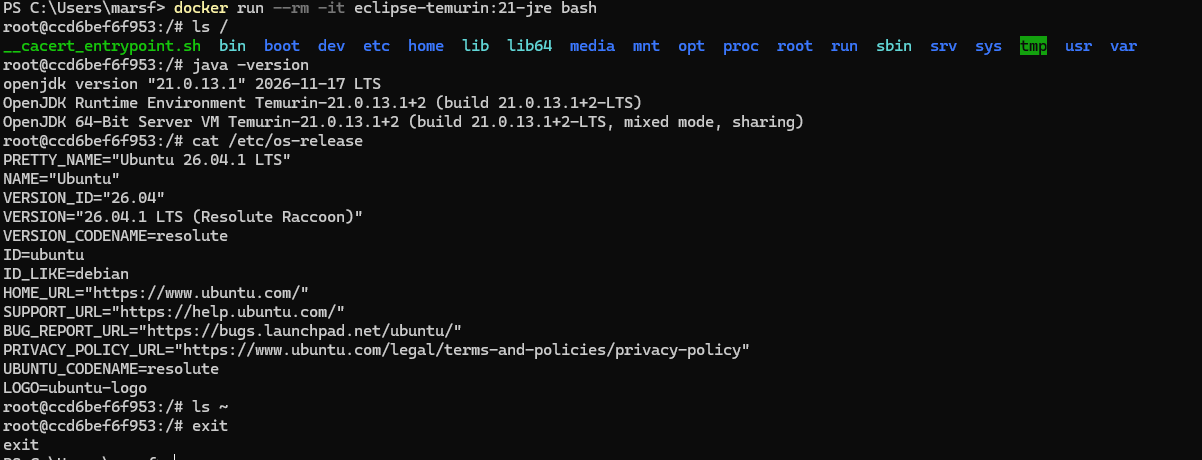 PS C:\Users\marsf> docker run --rm -it eclipse-temurin:21-jre bash
root@ccd6bef6f953:/# ls /
__cacert_entrypoint.sh  bin  boot  dev  etc  home  lib  lib64  media  mnt  opt  proc  root  run  sbin  srv  sys  tmp  usr  var
root@ccd6bef6f953:/# java -version
openjdk version "21.0.13.1" 2026-11-17 LTS
OpenJDK Runtime Environment Temurin-21.0.13.1+2 (build 21.0.13.1+2-LTS)
OpenJDK 64-Bit Server VM Temurin-21.0.13.1+2 (build 21.0.13.1+2-LTS, mixed mode, sharing)
root@ccd6bef6f953:/# cat /etc/os-release
PRETTY_NAME="Ubuntu 26.04.1 LTS"
NAME="Ubuntu"
VERSION_ID="26.04"
VERSION="26.04.1 LTS (Resolute Raccoon)"
VERSION_CODENAME=resolute
ID=ubuntu
ID_LIKE=debian
HOME_URL="https://www.ubuntu.com/"
SUPPORT_URL="https://help.ubuntu.com/"
BUG_REPORT_URL="https://bugs.launchpad.net/ubuntu/"
PRIVACY_POLICY_URL="https://www.ubuntu.com/legal/terms-and-policies/privacy-policy"
UBUNTU_CODENAME=resolute
LOGO=ubuntu-logo
root@ccd6bef6f953:/# ls ~
root@ccd6bef6f953:/# exit
exit
PS C:\Users\marsf>